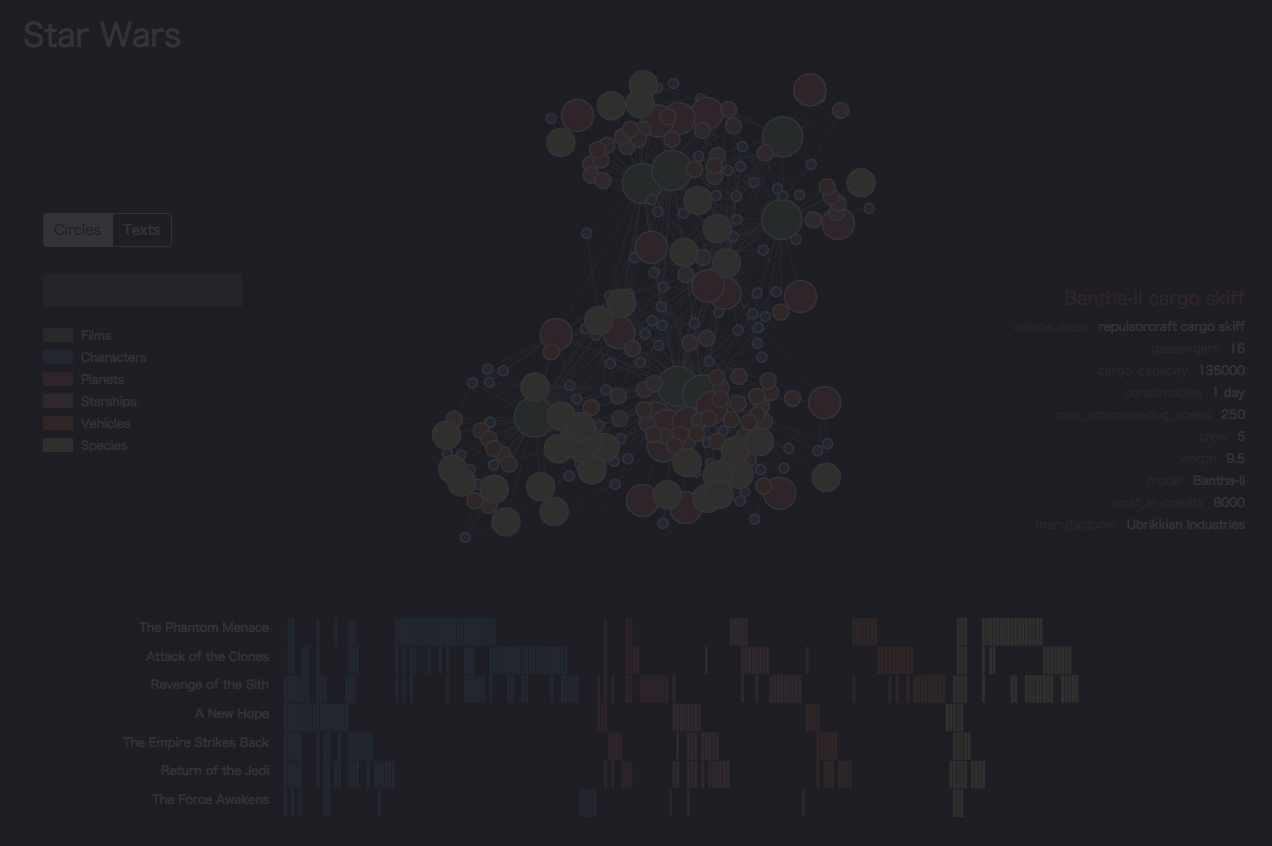 Star Wars
Circles Texts
Films
Characters
Planets
Starships
Vehicles
Species
Bantha-II cargo skiff
vehicle_class repulsorcraft cargo skiff
passengers 16
cargo_capacity 135000
consumables 1 day
max_atmosphering_speed 250
crew 5
length 9.5
model Bantha-II
cost_in_credits 8000
manufacturer Ubrikkian Industries
The Phantom Menace
Attack of the Clones
Revenge of the Sith
A New Hope
The Empire Strikes Back
Return of the Jedi
The Force Awakens